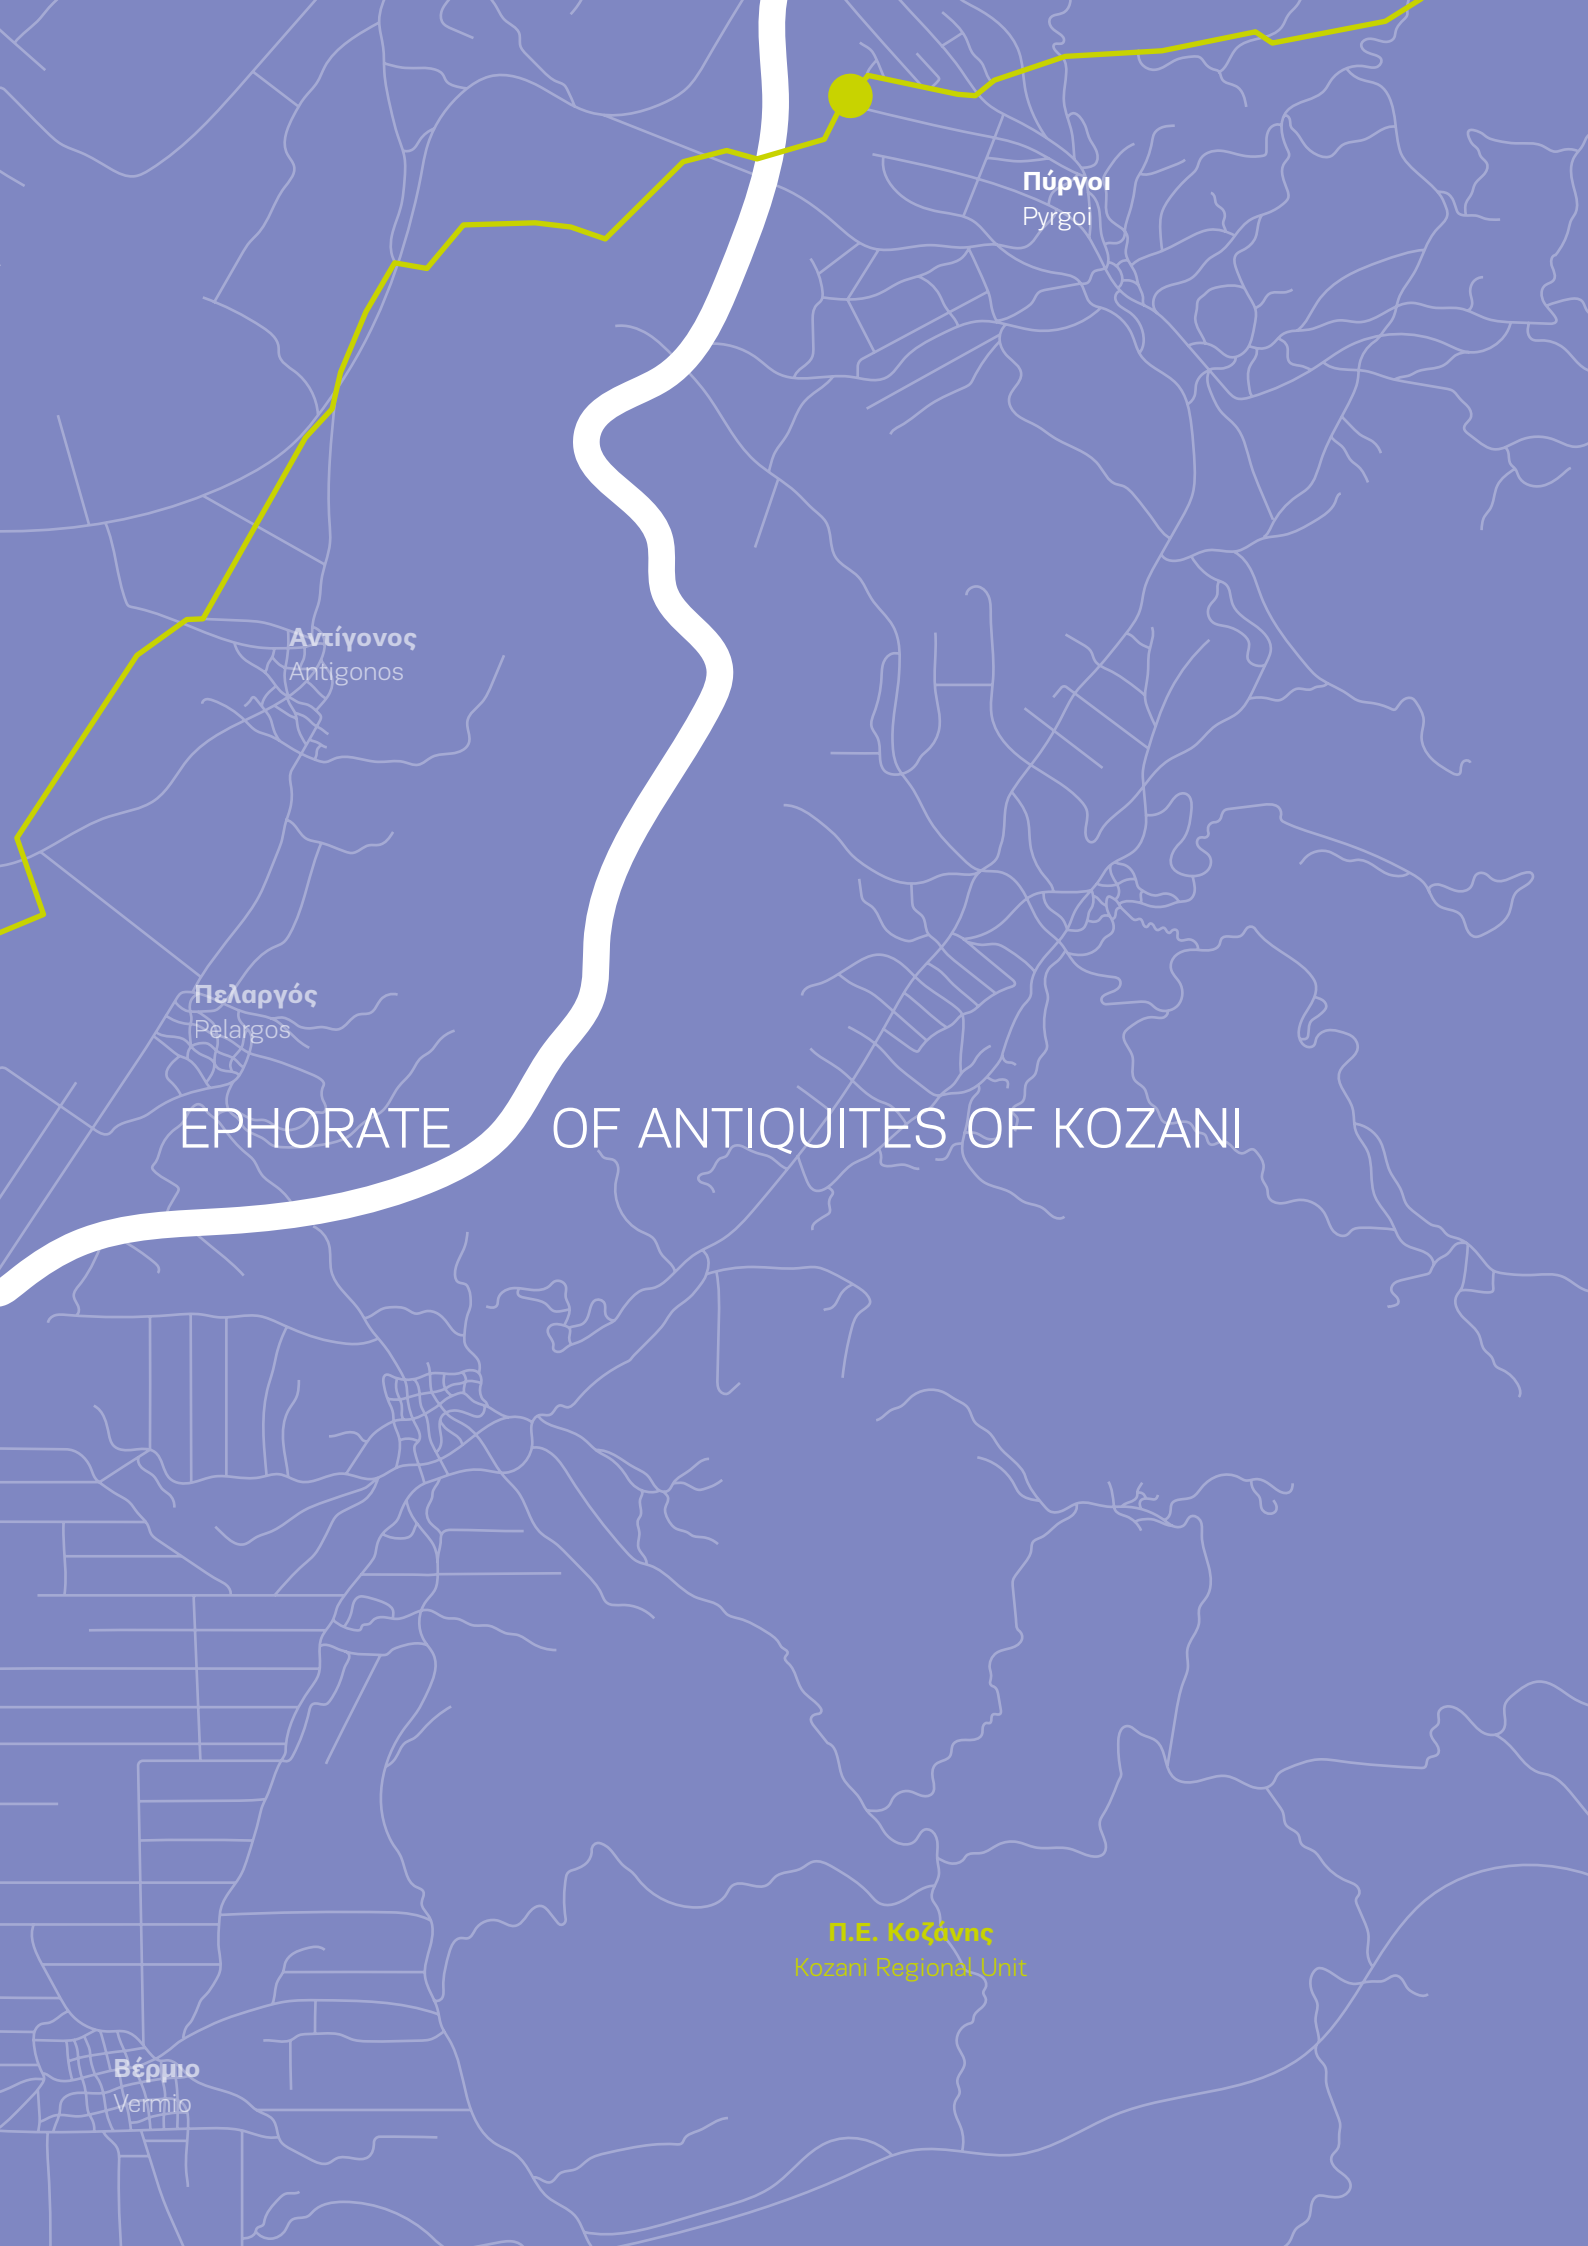 Πύργοι
Pyrgoi
Αντίγονος
Antigonos
Πελαργός
Pelargos
EPHORATE OF ANTIQUITES OF KOZANI
Π.Ε. Κοζάνης
Kozani Regional Unit
Βέρμιο
Vermio